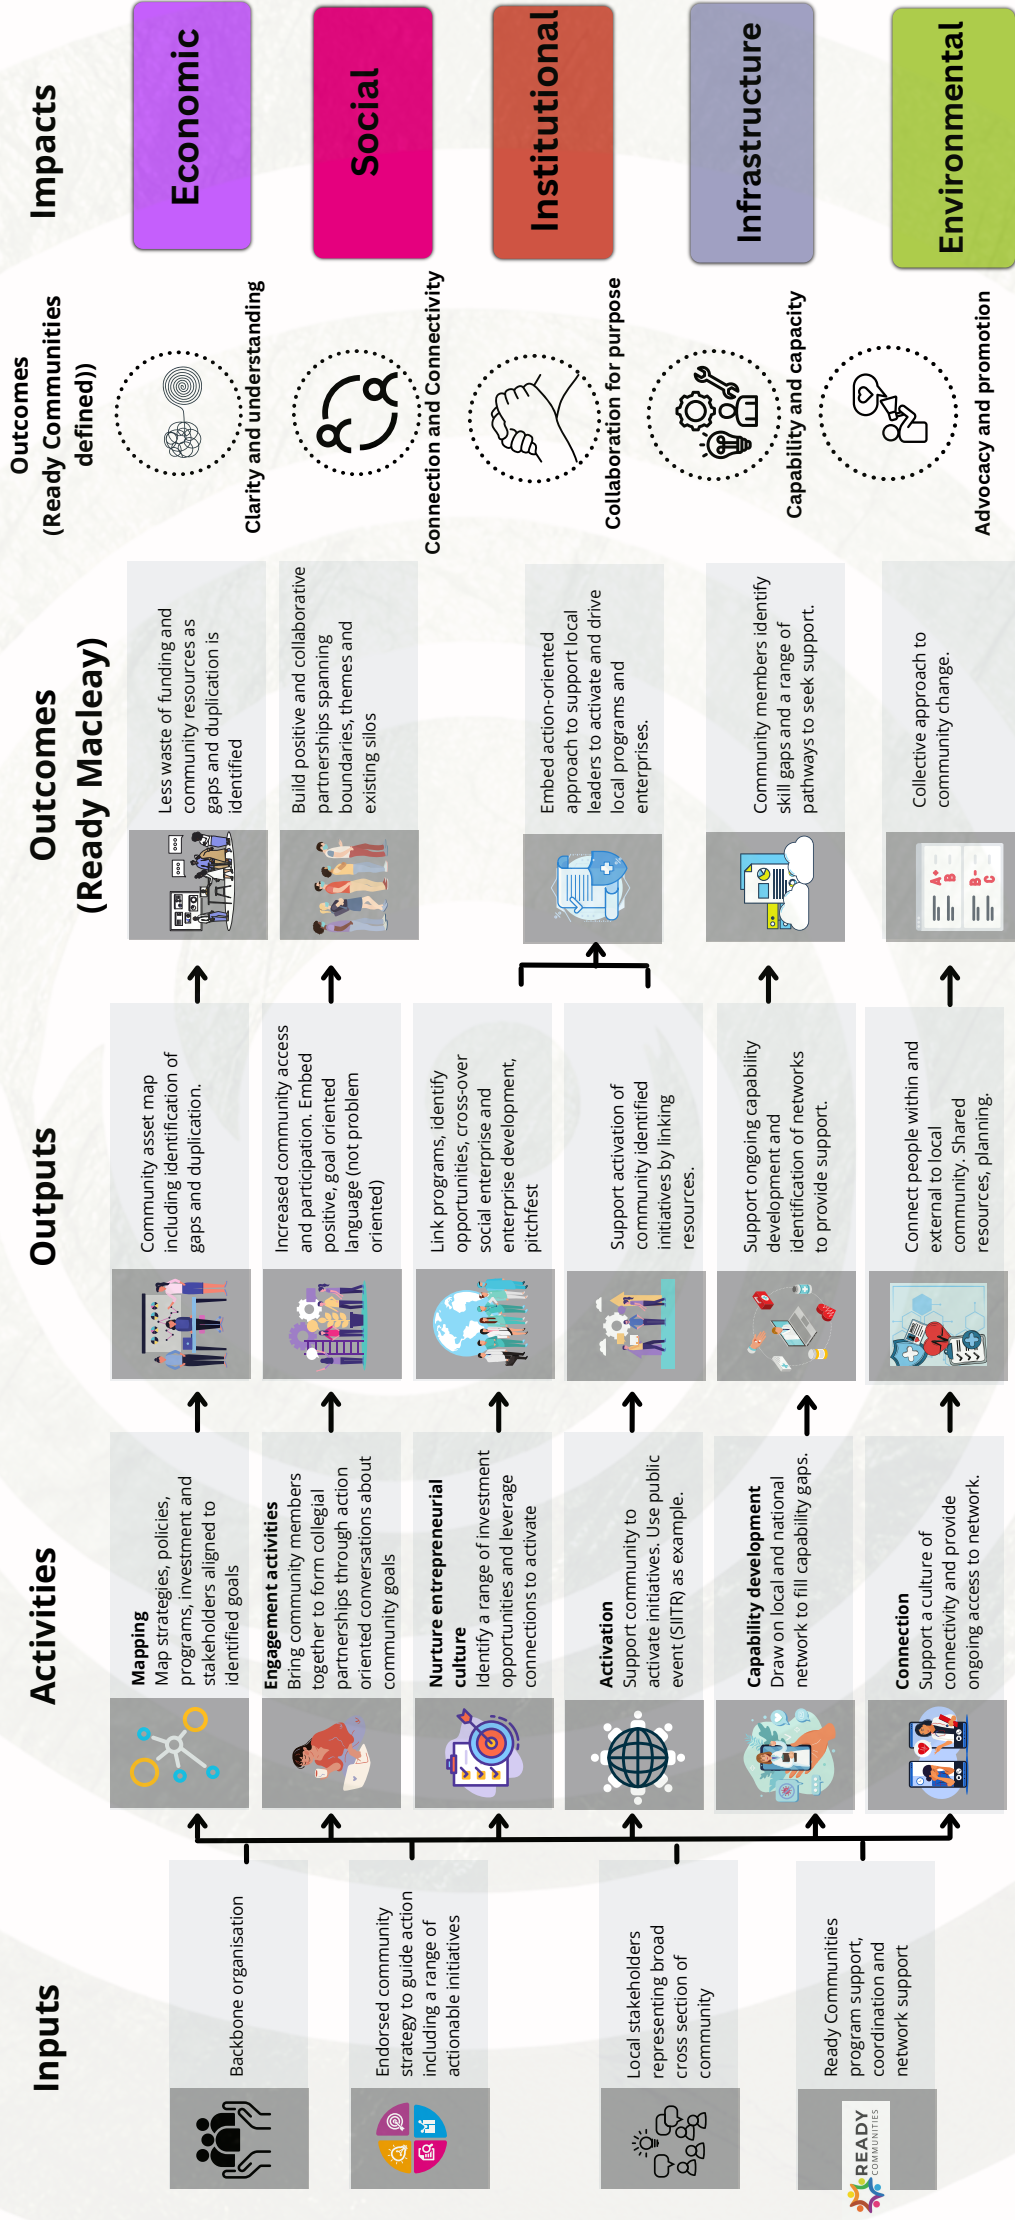 Inputs
Backbone organisation
Endorsed community
strategy to guide action
including a range of
actionable initiatives
Local stakeholders
representing broad
cross section of
community
READY
COMMUNITIES
Ready Communities
program support,
coordination and
network support
Activities
Mapping
Map strategies, policies,
programs, investment and
stakeholders aligned to
identified goals
Engagement activities
Bring community members
together to form collegial
partnerships through action
oriented conversations about
community goals
Nurture entrepreneurial
culture
Identify a range of investment
opportunities and leverage
connections to activate
Activation
Support community to
activate initiatives. Use public
event (SIITR) as example.
Capability development
Draw on local and national
network to fill capability gaps.
Connection
Support a culture of
connectivity and provide
ongoing access to network.
Outputs
Community asset map
including identification of
gaps and duplication.
Increased community access
and participation. Embed
positive, goal oriented
language (not problem
oriented)
Link programs, identify
opportunities, cross-over
social enterprise and
enterprise development,
pitchfest
Support activation of
community identified
initiatives by linking
resources.
Support ongoing capability
development and
identification of networks
to provide support.
Connect people within and
external to local
community. Shared
resources, planning.
Outcomes
(Ready Macleay)
Less waste of funding and
community resources as
gaps and duplication is
identified
Build positive and collaborative
partnerships spanning
boundaries, themes and
existing silos
Embed action-oriented
approach to support local
leaders to activate and drive
local programs and
enterprises.
Community members identify
skill gaps and a range of
pathways to seek support.
A+
B
B-
C
Collective approach to
community change.
Outcomes
(Ready Communities
defined))
Clarity and understanding
Connection and Connectivity
Collaboration for purpose
Capability and capacity
Advocacy and promotion
Impacts
Economic
Social
Institutional
Infrastructure
Environmental